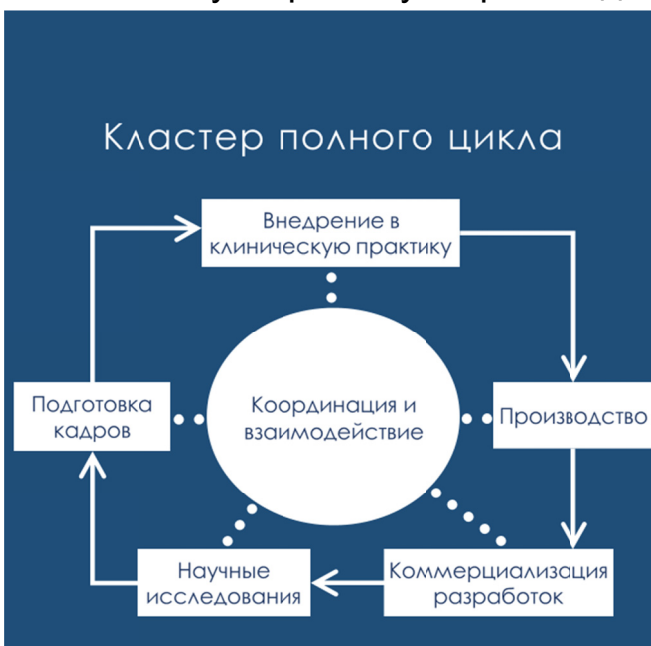 Кластер полного цикла
Внедрение в
клиническую практику
Подготовка
кадров
Координация и
взаимодействие
Производство
Научные
исследования
Коммерциализация
разработок